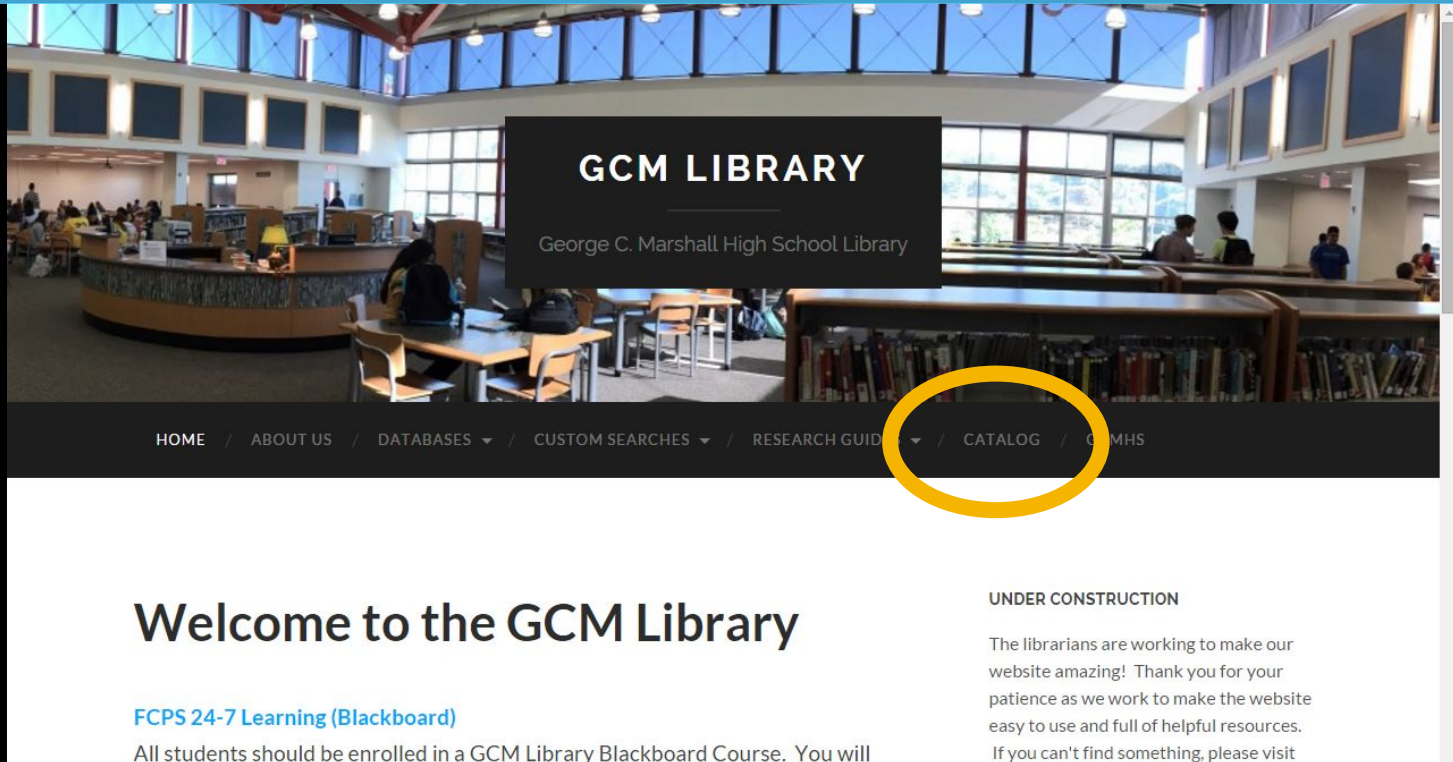 GCM LIBRARY
George C. Marshall High School Library
HOME / ABOUT US / DATABASES / CUSTOM SEARCHES / RESEARCH GUIDES / CATALOG / GCMHS
Welcome to the GCM Library
FCPS 24-7 Learning (Blackboard)
All students should be enrolled in a GCM Library Blackboard Course. You will
UNDER CONSTRUCTION
The librarians are working to make our
website amazing! Thank you for your
patience as we work to make the website
easy to use and full of helpful resources.
If you can't find something, please visit